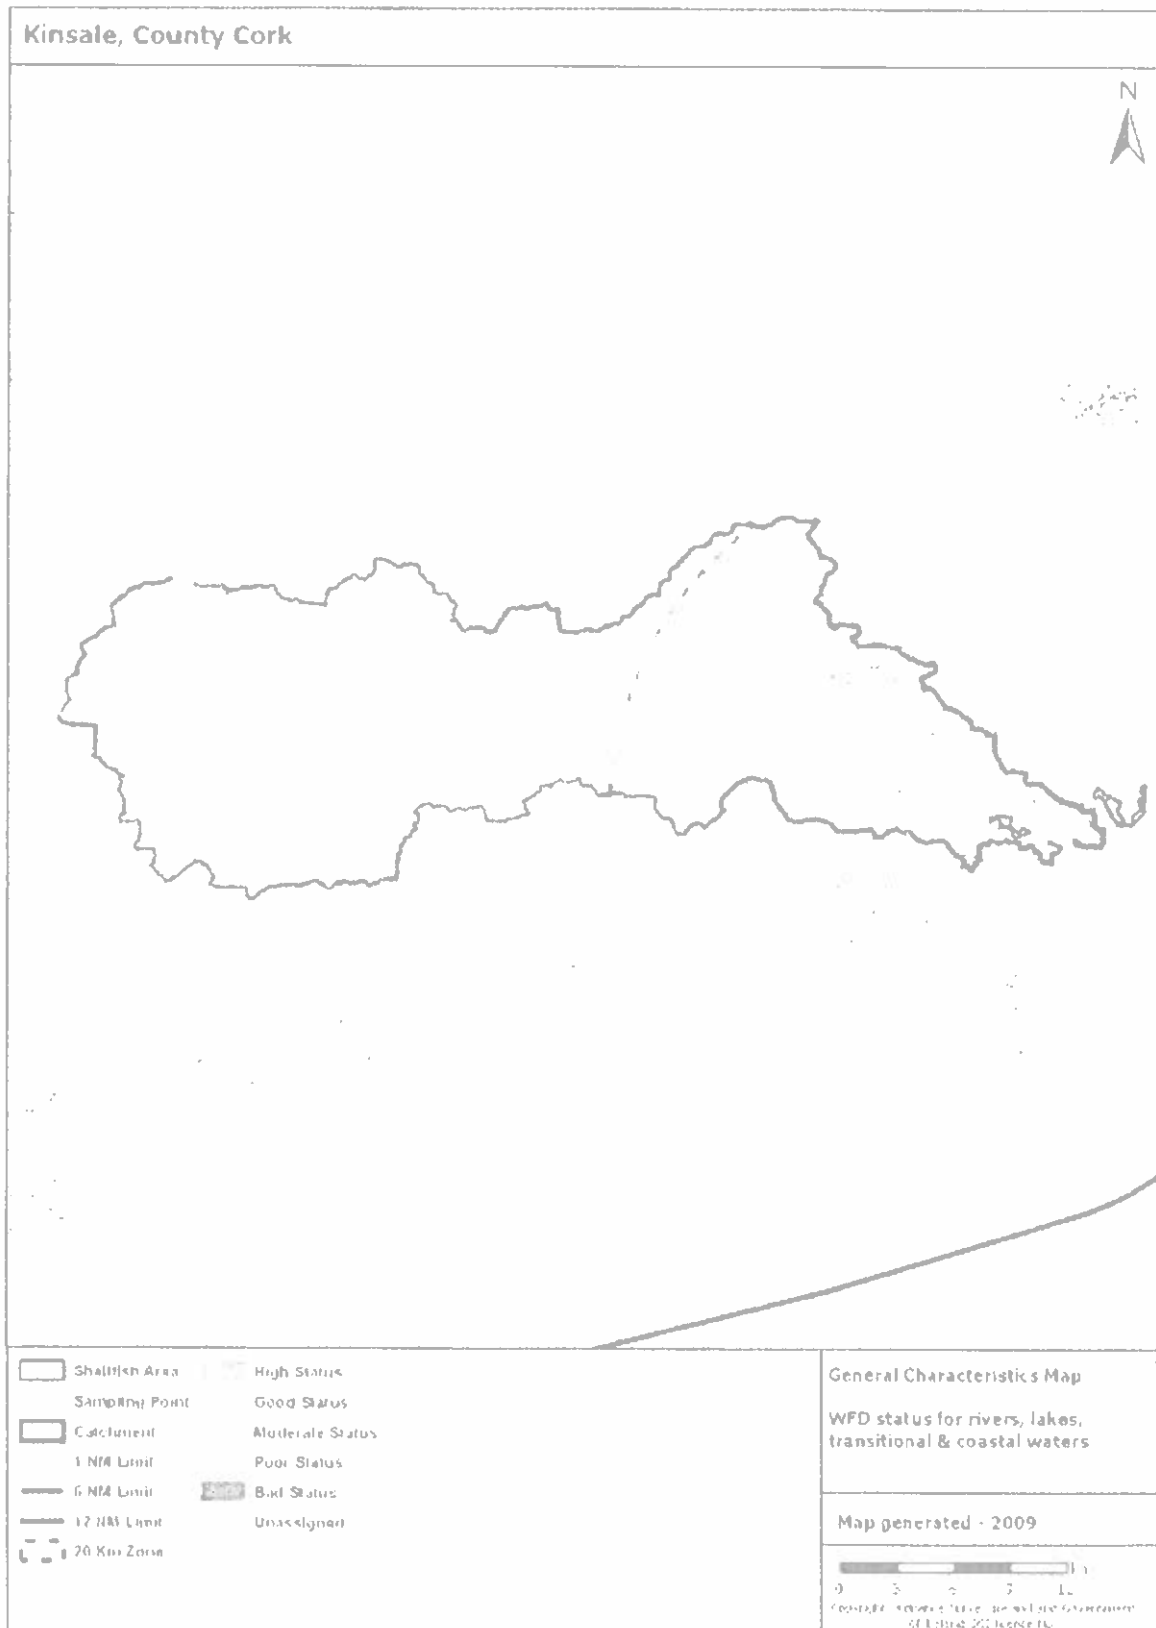 Kinsale, County Cork
N
Shellfish Area
High Status
Sampling Point
Good Status
Catchment
Moderate Status
1 NM Limit
Poor Status
6 NM Limit
Bad Status
12 NM Limit
Unassigned
20 Km Zone
General Characteristics Map
WFD status for rivers, lakes,
transitional & coastal waters
Map generated - 2009
0